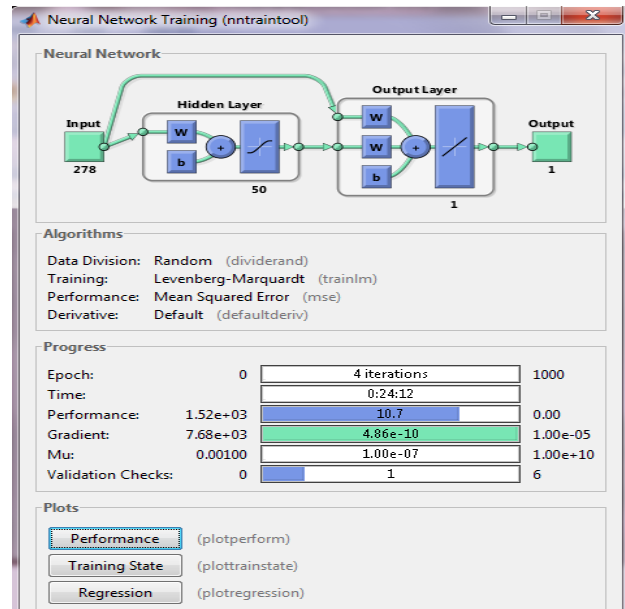 Neural Network Training (nntraintool)
Neural Network
Input
278
Hidden Layer
W
b
+
50
Output Layer
W
W
b
+
1
Output
1
Algorithms
Data Division: Random (dividerand)
Training: Levenberg-Marquardt (trainlm)
Performance: Mean Squared Error (mse)
Derivative: Default (defaultderiv)
Progress
Epoch: 0 4 iterations 1000
Time: 0:24:12
Performance: 1.52e+03 10.7 0.00
Gradient: 7.68e+03 4.86e-10 1.00e-05
Mu: 0.00100 1.00e-07 1.00e+10
Validation Checks: 0 1 6
Plots
Performance (plotperform)
Training State (plottrainstate)
Regression (plotregression)